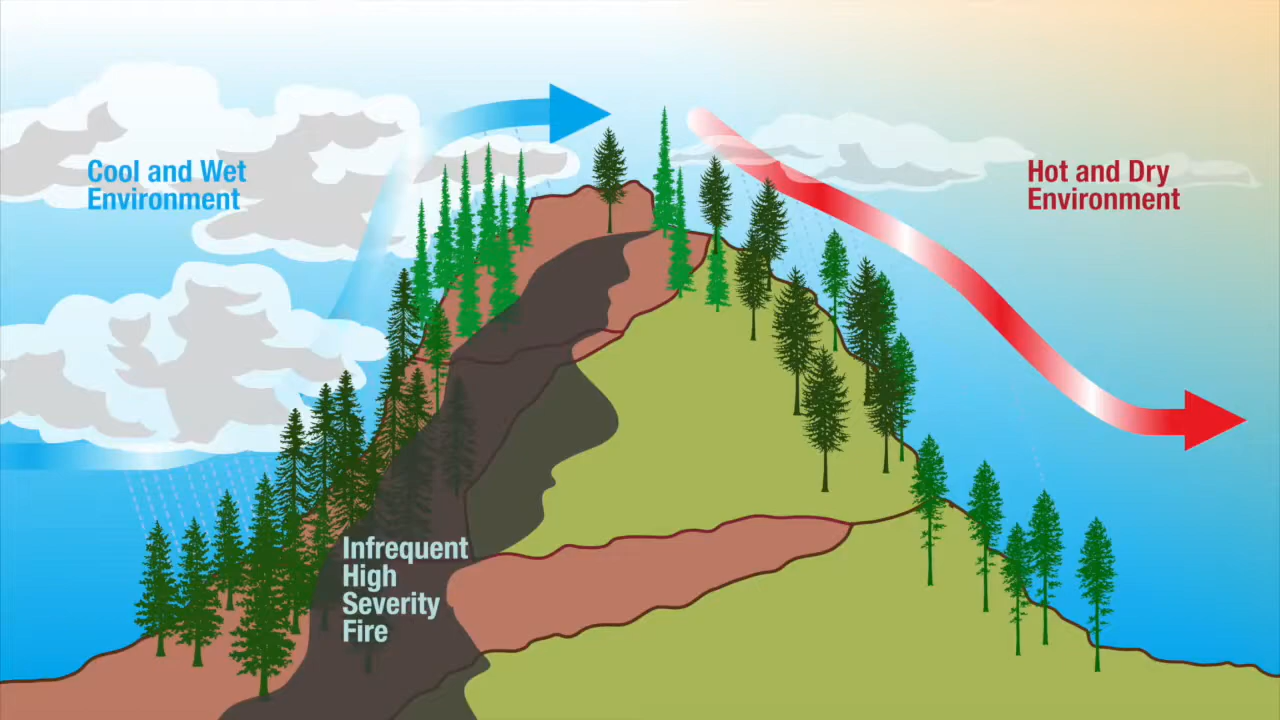 Cool and Wet
Environment
Hot and Dry
Environment
Infrequent
High
Severity
Fire